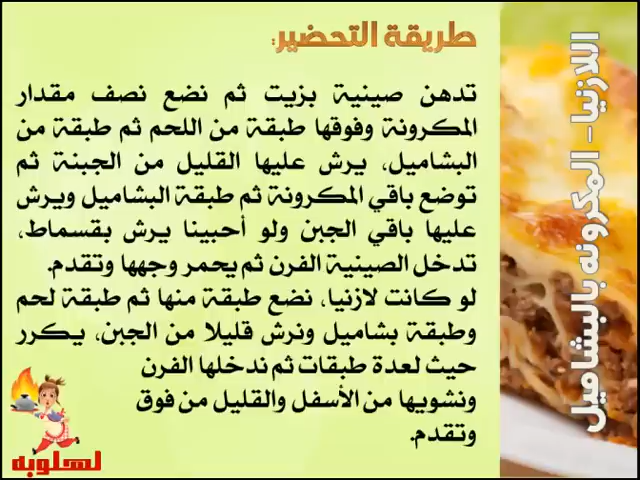 طريقة التحضير:
تدهن صينية بزيت ثم نضع نصف مقدار
المكرونة وفوقها طبقة من اللحم ثم طبقة من
البشاميل، يرش عليها القليل من الجبنة ثم
توضع باقي المكرونة ثم طبقة البشاميل ويرش
عليها باقي الجبن ولو أحبينا يرش بقسماط،
تدخل الصينية الفرن ثم يحمر وجهها وتقدم.
لو كانت لازنيا، نضع طبقة منها ثم طبقة لحم
وطبقة بشاميل ونرش قليلا من الجبن، يكرر
حيث لعدة طبقات ثم ندخلها الفرن
ونشويها من الأسفل والقليل من فوق
وتقدم.
اللازنيا - المكرونه بالبشاميل
لهلوبه